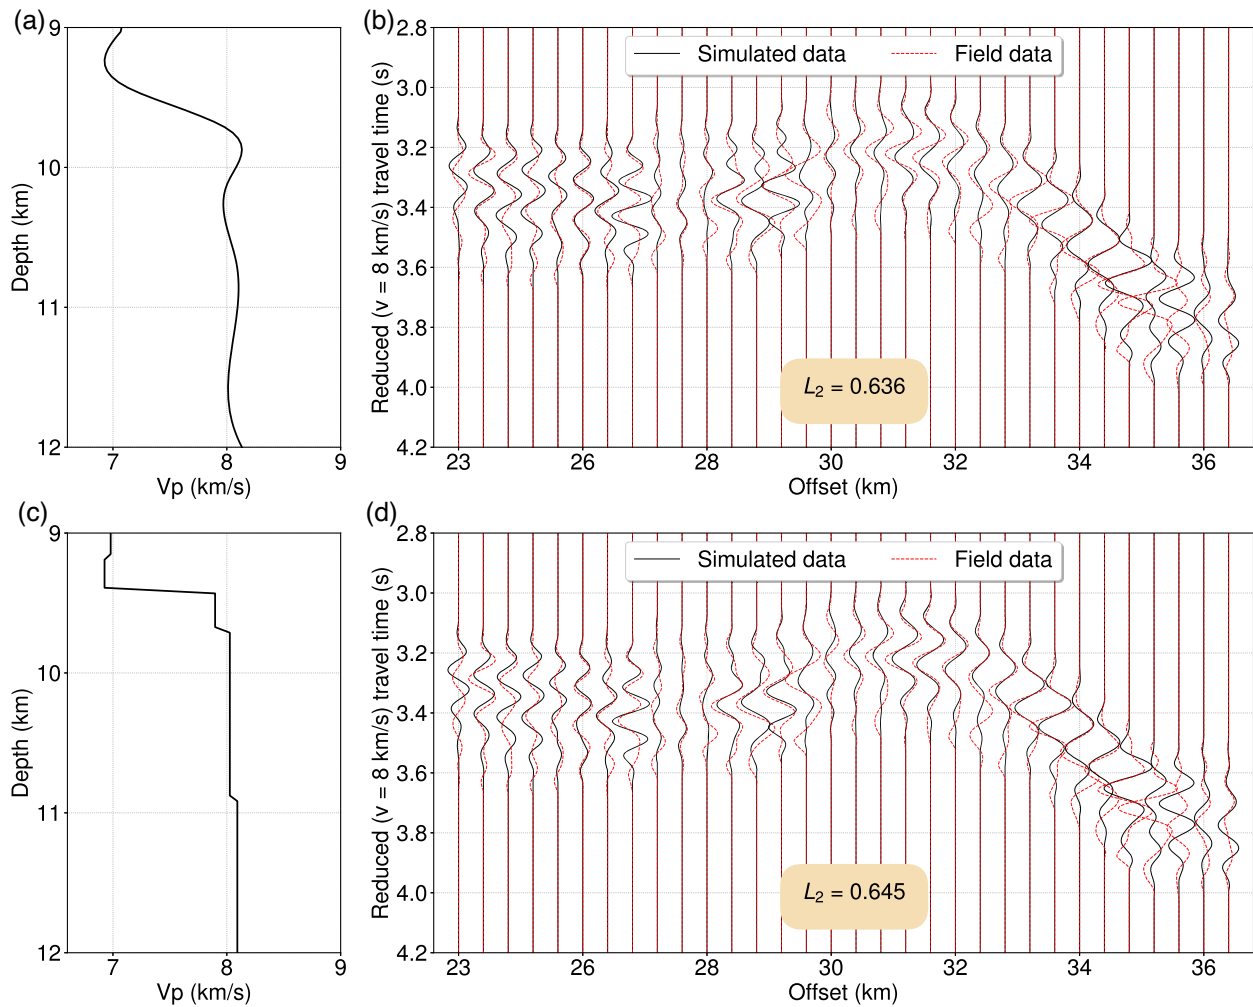 (a)
9
10
11
12
Depth (km)
7
8
9
Vp (km/s)
(b)
2.8
3.0
3.2
3.4
3.6
3.8
4.0
4.2
Reduced (v = 8 km/s) travel time (s)
Simulated data
Field data
L2 = 0.636
23
26
28
30
32
34
36
Offset (km)
(c)
9
10
11
12
Depth (km)
7
8
9
Vp (km/s)
(d)
2.8
3.0
3.2
3.4
3.6
3.8
4.0
4.2
Reduced (v = 8 km/s) travel time (s)
Simulated data
Field data
L2 = 0.645
23
26
28
30
32
34
36
Offset (km)